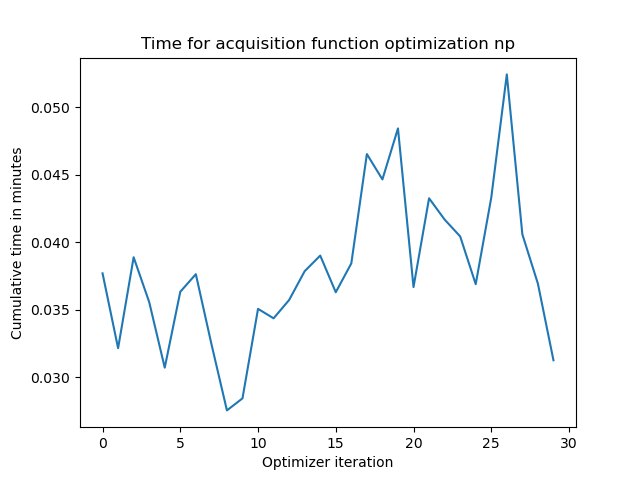 Time for acquisition function optimization np
Cumulative time in minutes
0.050
0.045
0.040
0.035
0.030
0 5 10 15 20 25 30
Optimizer iteration